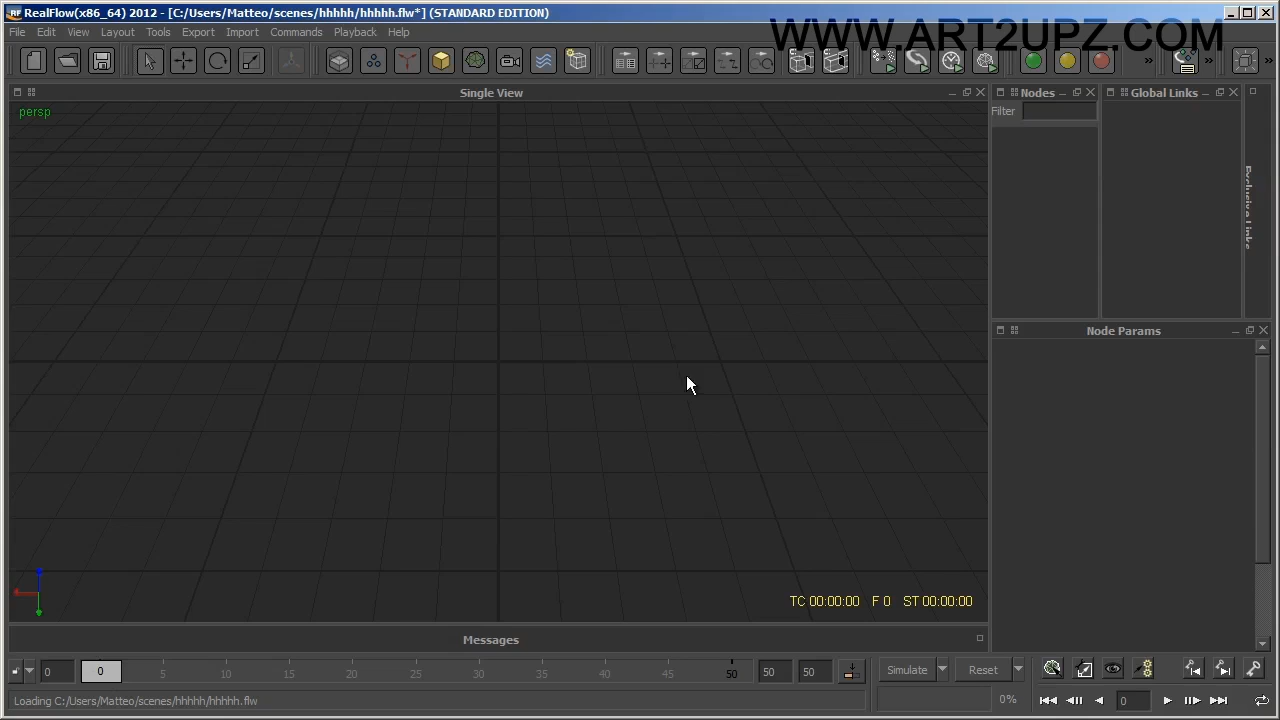 RealFlow(x86_64) 2012 - [C:/Users/Matteo/scenes/hhhhh/hhhhh.flw*] (STANDARD EDITION)
WWW.ART2UPZ.COM
File Edit View Layout Tools Export Import Commands Playback Help
Single View
Nodes
Global Links
persp
Filter
Exclusive Links
Node Params
TC 00:00:00 F 0 ST 00:00:00
Messages
0 0 5 10 15 20 25 30 35 40 45 50 50 50
Simulate Reset
Loading C:/Users/Matteo/scenes/hhhhh/hhhhh.flw
0%
0